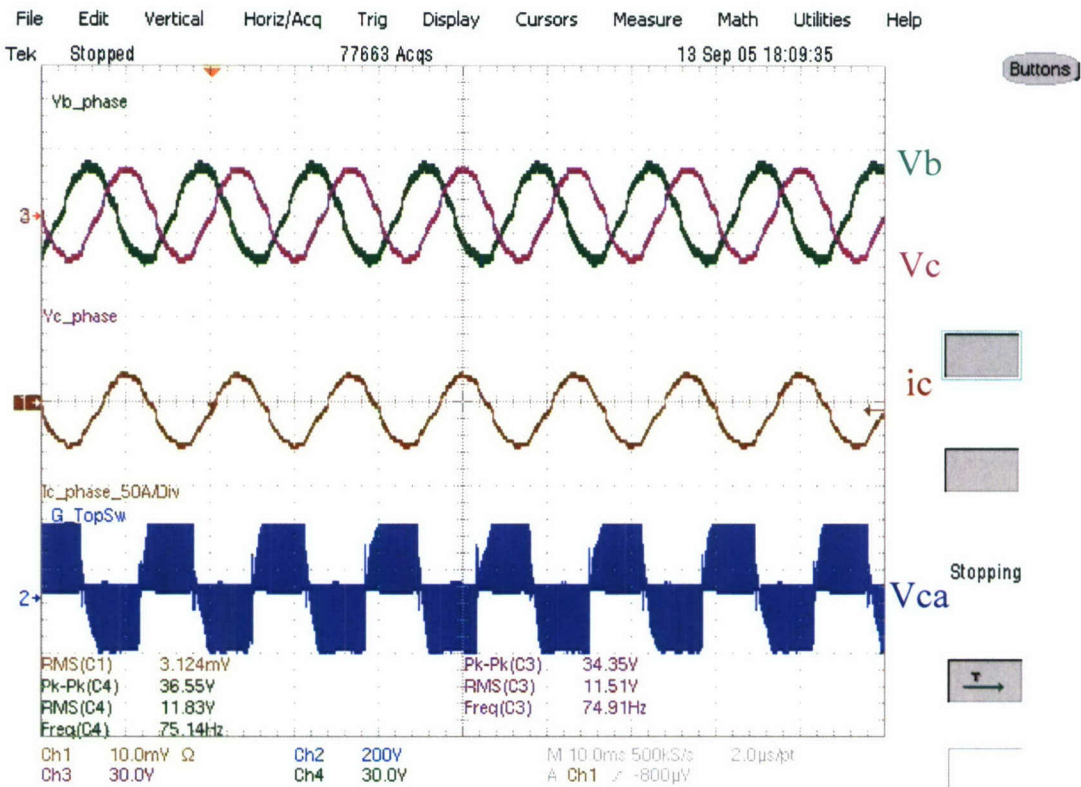 File Edit Vertical Horiz/Acq Trig Display Cursors Measure Math Utilities Help
Tek Stopped 77663 Acqs 13 Sep 05 18:09:35
Buttons
Vb_phase
Vb
3
Vc
Vc_phase
ic
Ic_phase_50A/Div
G_TopSw
Stopping
2
Vca
RMS(C1) 3.124mV Pk-Pk(C3) 34.35V
Pk-Pk(C4) 36.55V RMS(C3) 11.51V
RMS(C4) 11.83V Freq(C3) 74.91Hz
Freq(C4) 75.14Hz
T
Ch1 10.0mV Ω Ch2 200V M 10.0ms 500kS/s 2.0µs/pt
Ch3 30.0V Ch4 30.0V A Ch1 -800µV